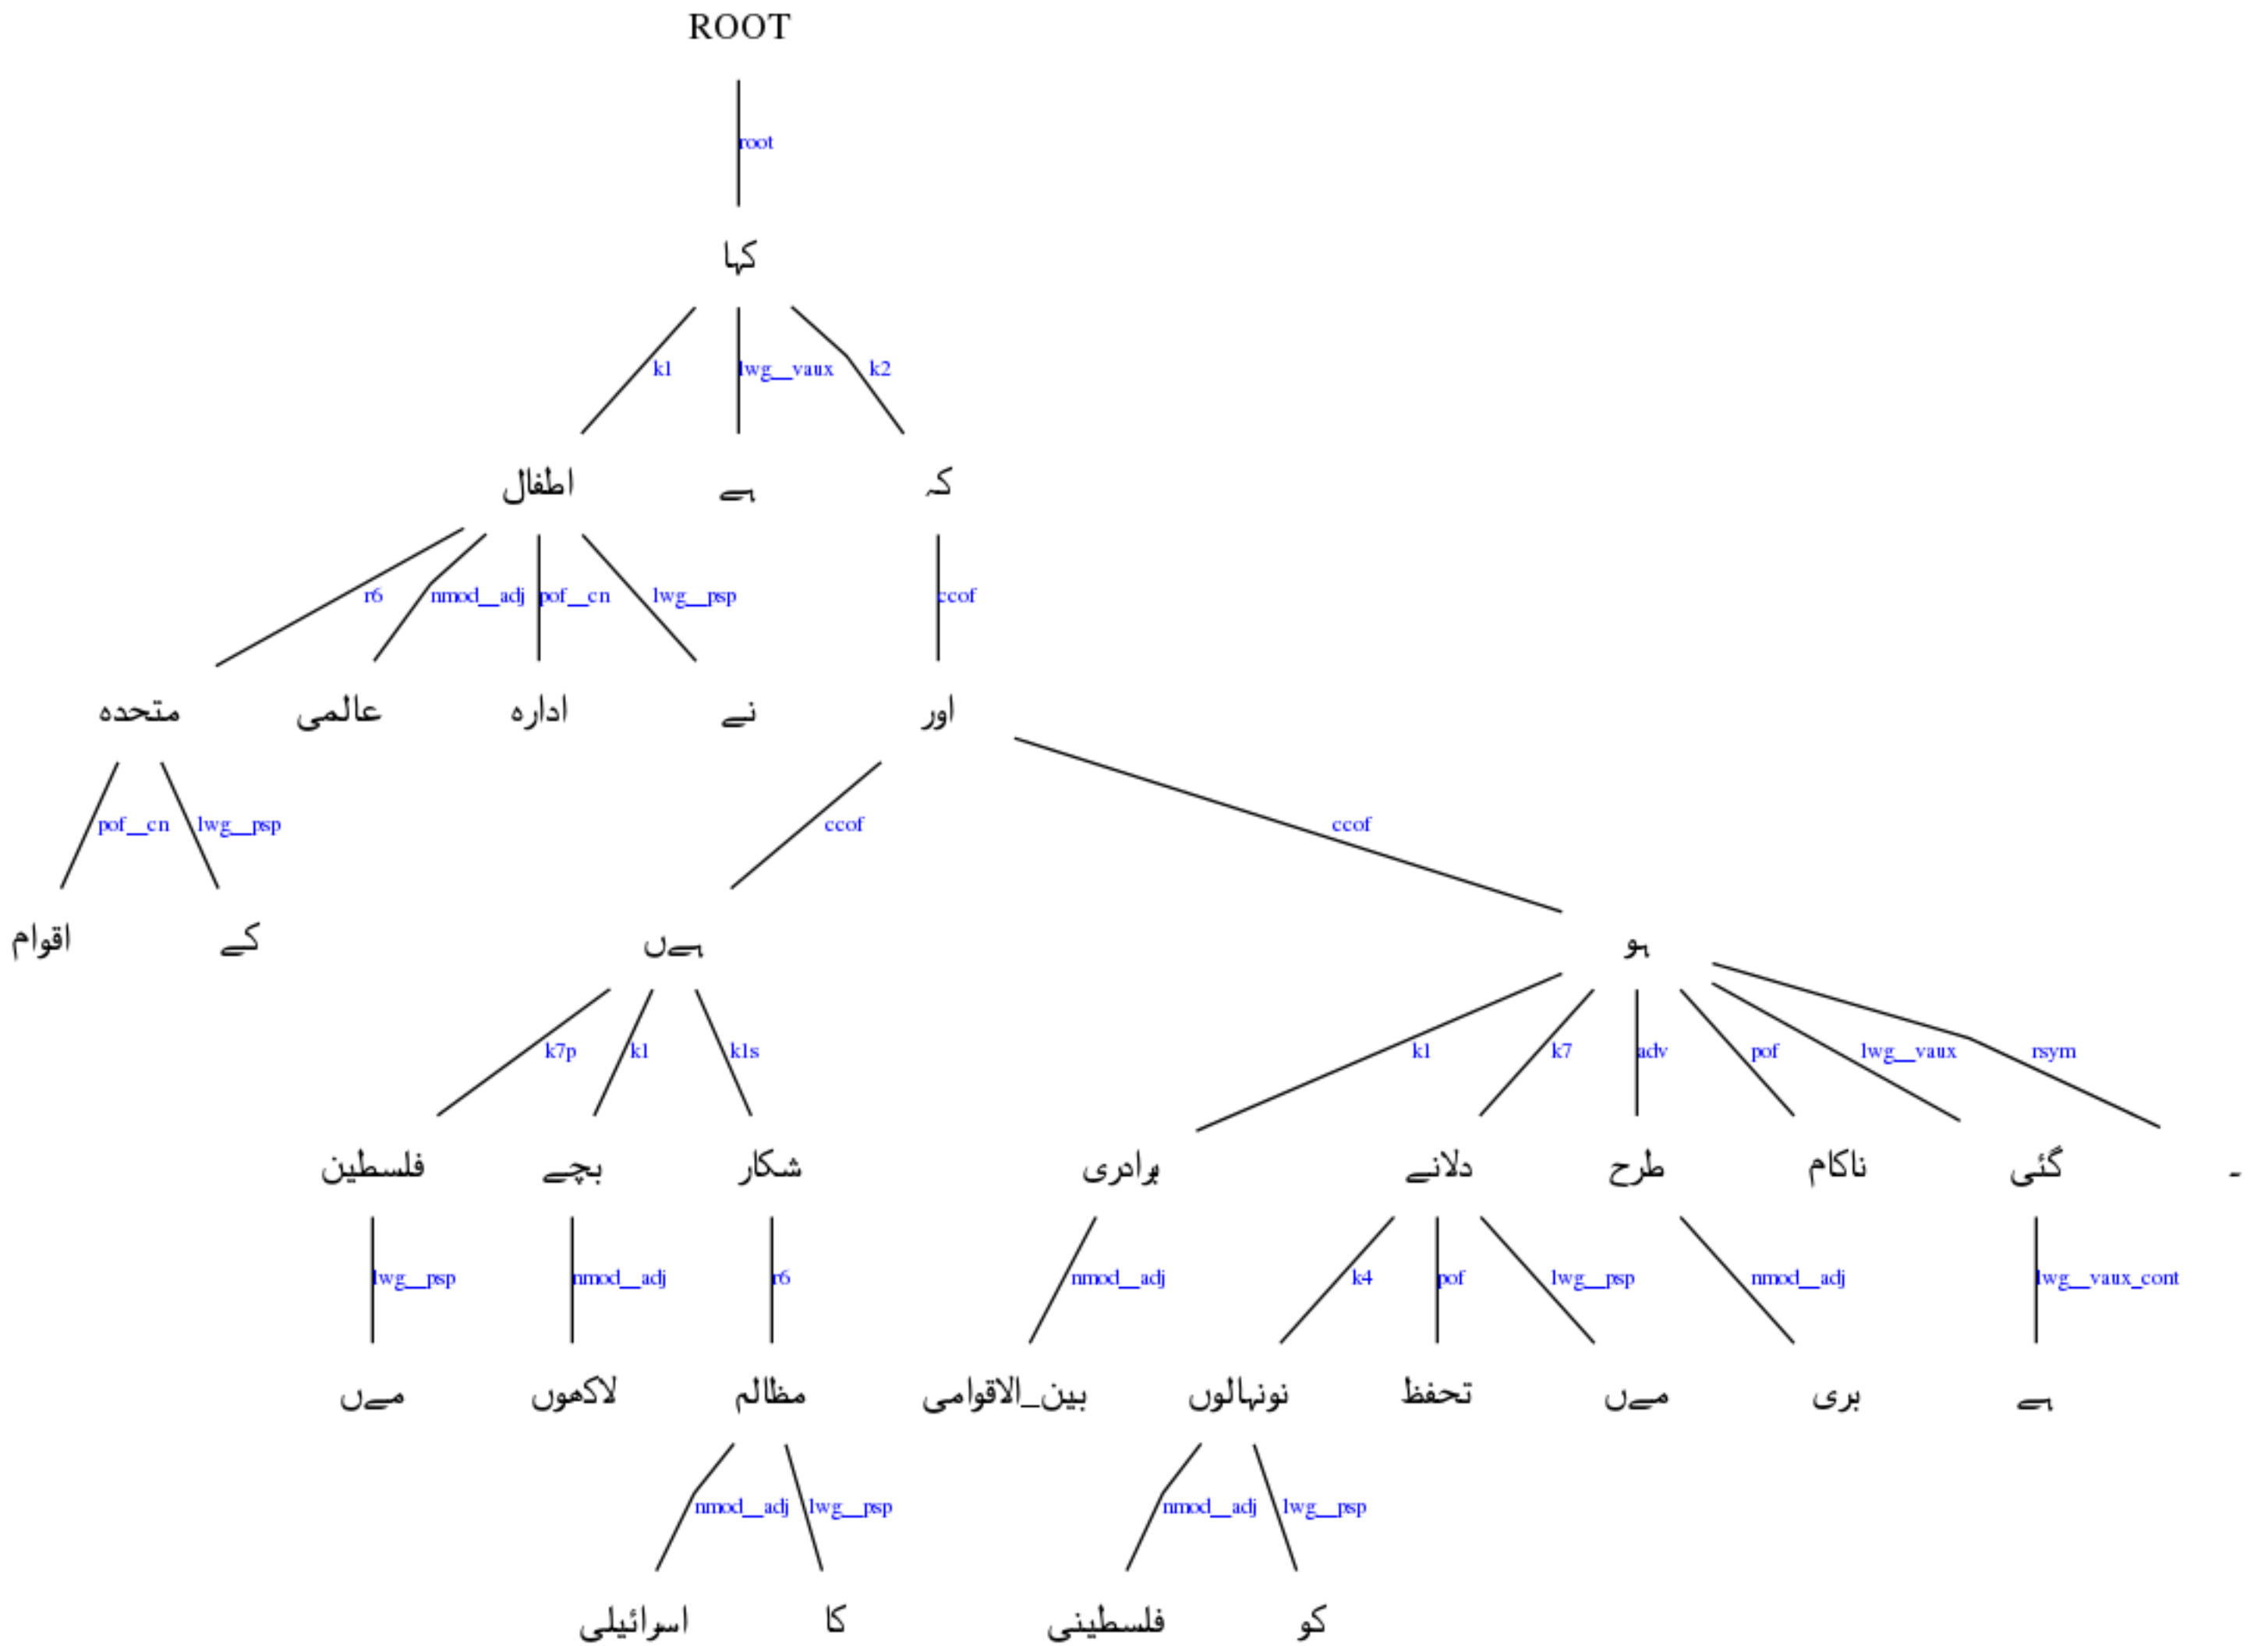 ROOT
root
کہا
k1 lwg__vaux k2
اطفال ہے کہ
r6 nmod__adj pof__cn lwg__psp ccof
متحدہ عالمی ادارہ نے اور
pof__cn lwg__psp ccof ccof
اقوام کے ہےں ہو
k7p k1 k1s k1 k7 adv pof lwg__vaux rsym
فلسطین بچے شکار برادری دلانے طرح ناکام گئی ۔
lwg__psp nmod__adj r6 nmod__adj k4 pof lwg__psp nmod__adj lwg__vaux_cont
مےں لاکھوں مظالم بین_الاقوامی نونہالوں تحفظ مےں بری ہے
nmod__adj lwg__psp nmod__adj lwg__psp
اسرائیلی کا فلسطینی کو